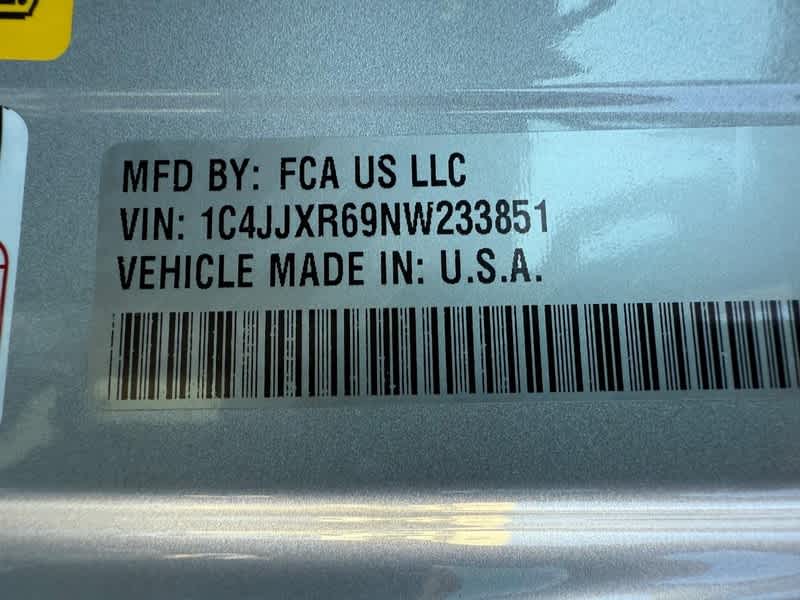 MFD BY: FCA US LLC
VIN: 1C4JJXR69NW233851
VEHICLE MADE IN: U.S.A.